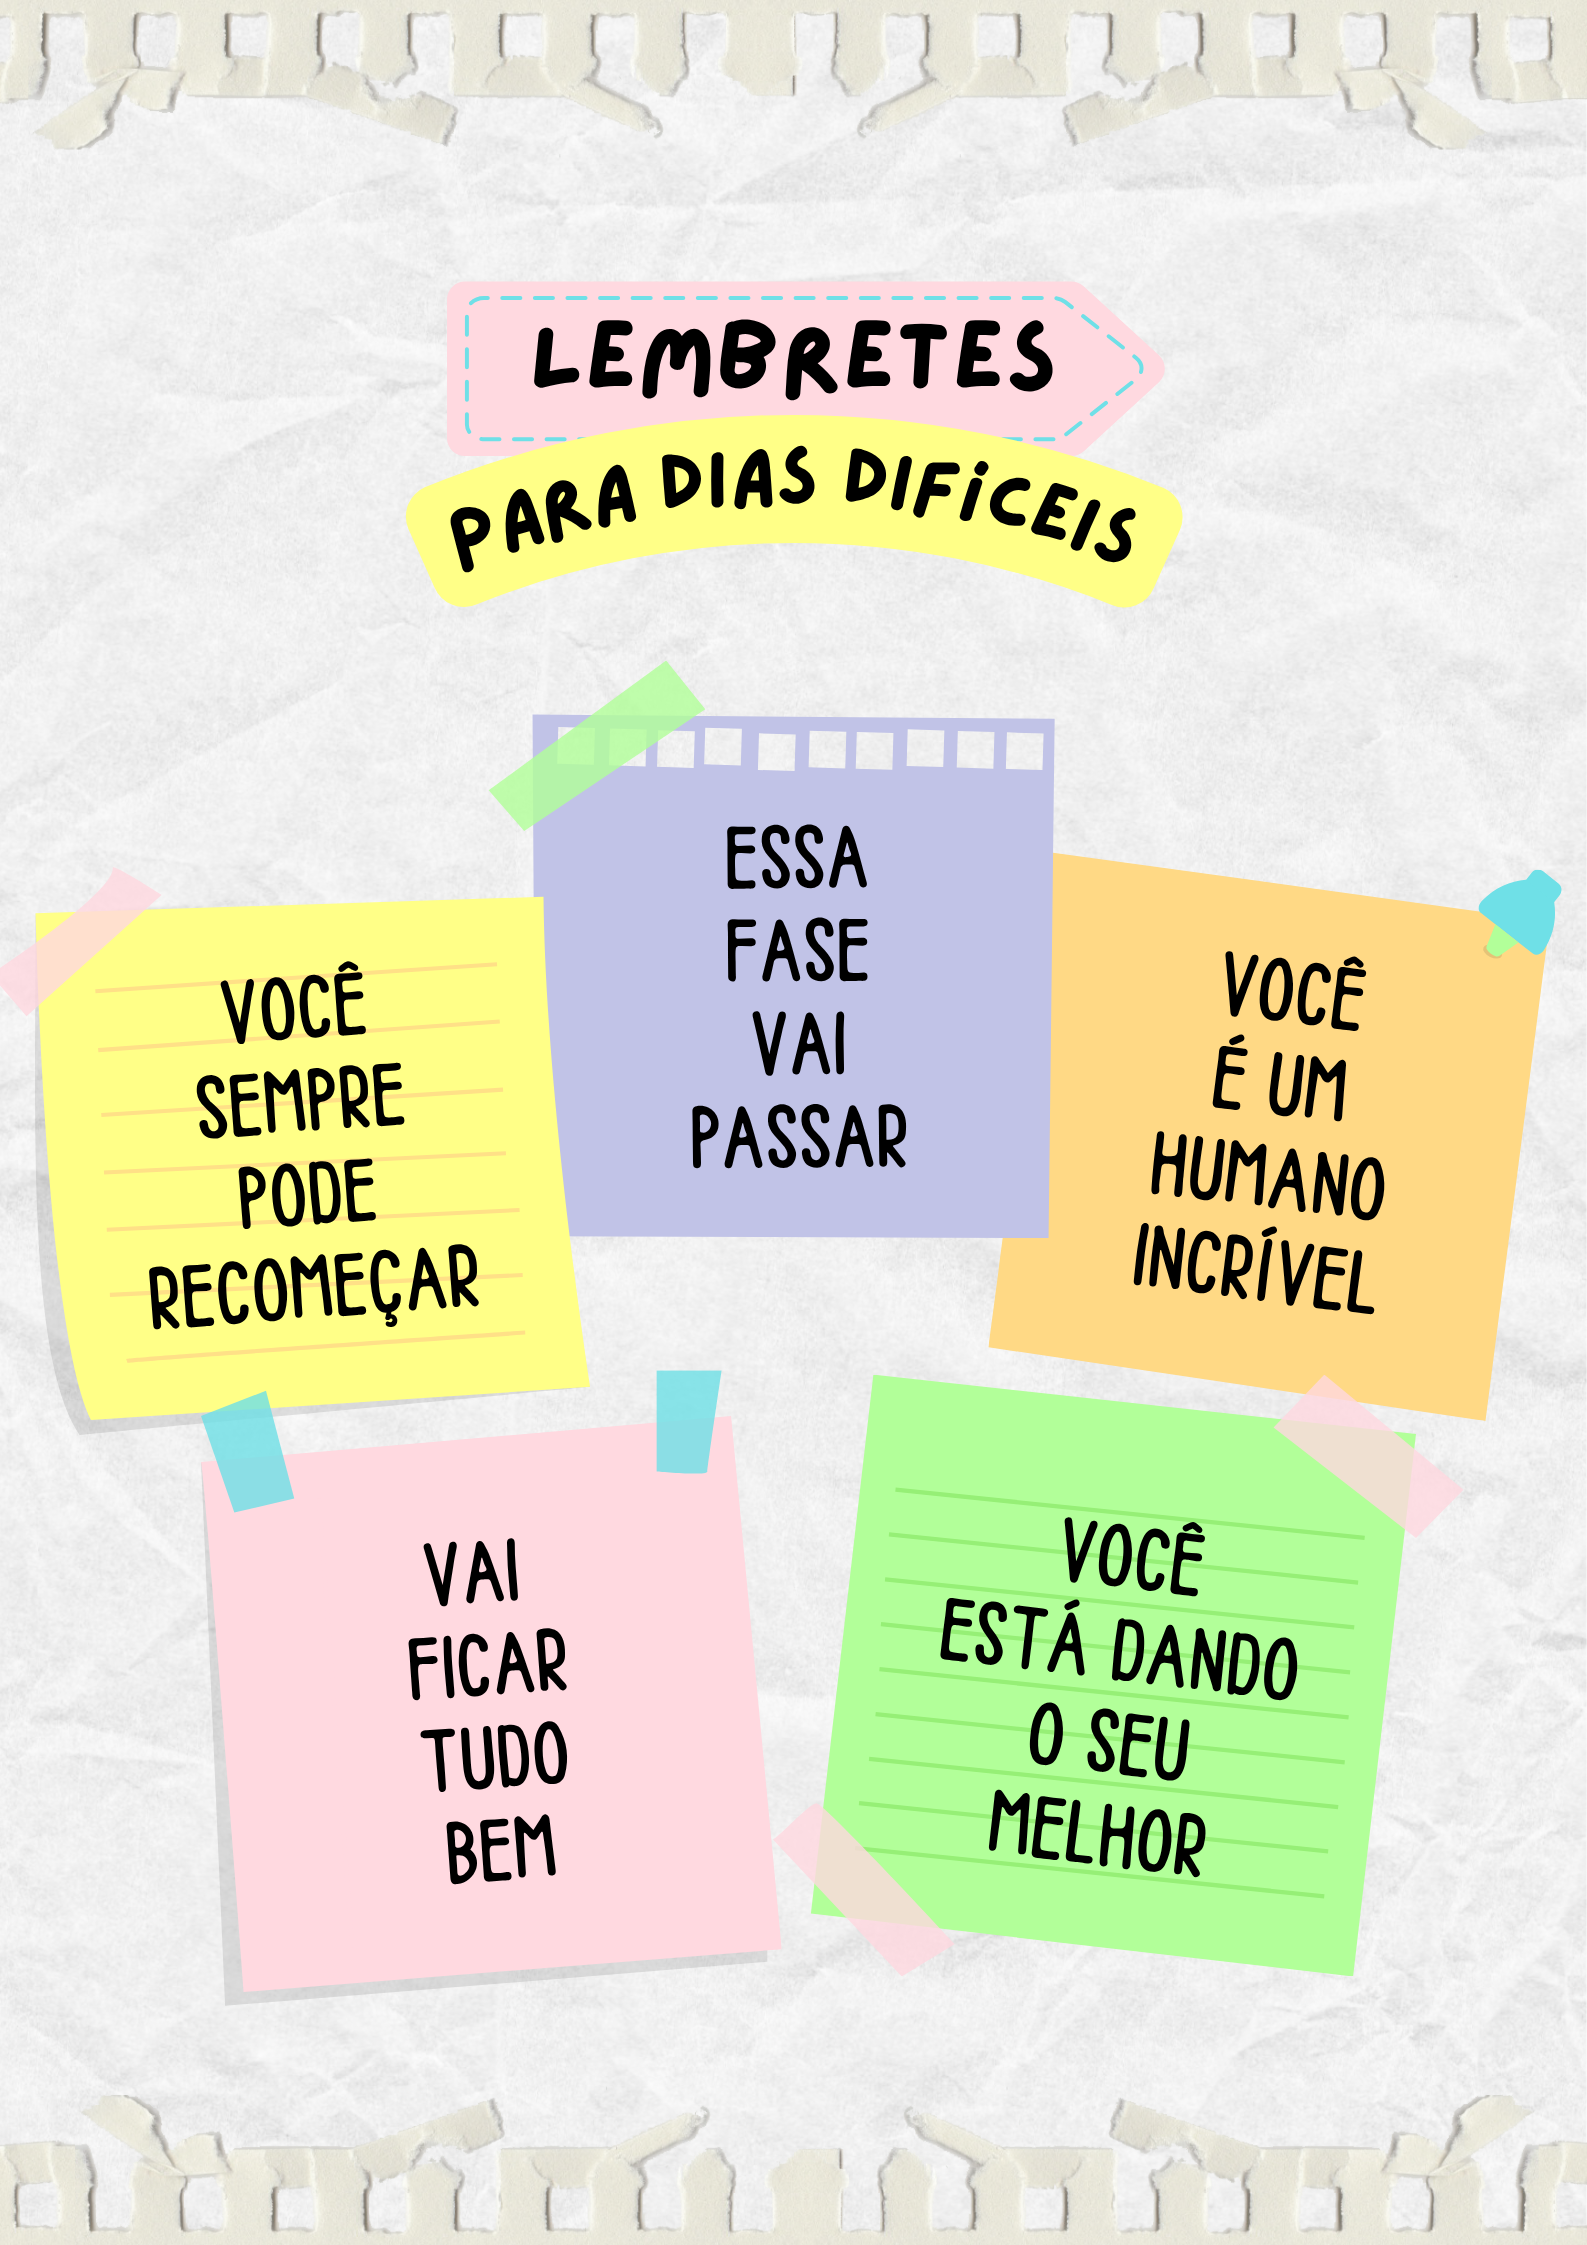 LEMBRETES
PARA DIAS DIFÍCEIS
ESSA
FASE
VAI
PASSAR
VOCÊ
SEMPRE
PODE
RECOMEÇAR
VOCÊ
É UM
HUMANO
INCRÍVEL
VAI
FICAR
TUDO
BEM
VOCÊ
ESTÁ DANDO
O SEU
MELHOR